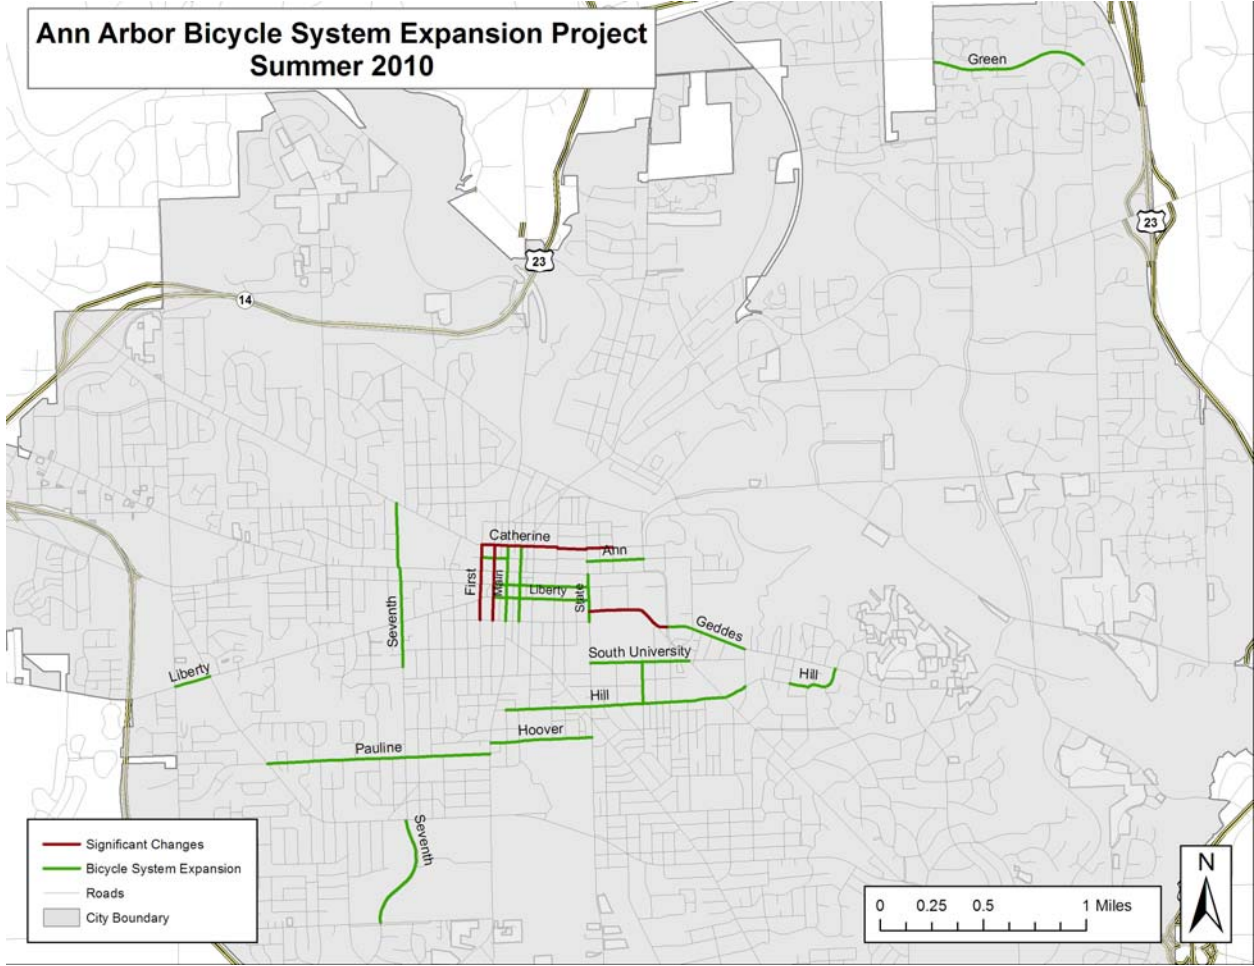 Ann Arbor Bicycle System Expansion Project
Summer 2010
Green
23
23
14
Catherine
Ann
First
Main
Liberty
State
Seventh
Geddes
South University
Liberty
Hill
Hill
Hoover
Pauline
Seventh
Significant Changes
Bicycle System Expansion
Roads
City Boundary
N
0 0.25 0.5 1 Miles